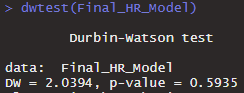 > dwtest(Final_HR_Model)
Durbin-Watson test
data: Final_HR_Model
DW = 2.0394, p-value = 0.5935